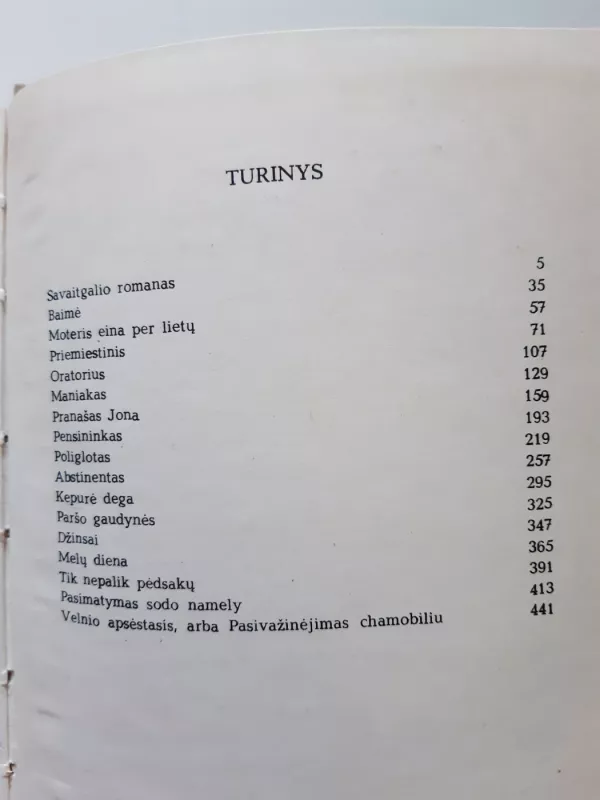 TURINYS
Savaitgalio romanas 5
Baimė 35
Moteris eina per lietų 57
Priemiestinis 71
Oratorius 107
Maniakas 129
Pranašas Jona 159
Pensininkas 193
Poliglotas 219
Abstinentas 257
Kepurė dega 295
Paršo gaudynės 325
Džinsai 347
Melų diena 365
Tik nepalik pėdsakų 391
Pasimatymas sodo namely 413
Velnio apsėstasis, arba Pasivažinėjimas chamobiliu 441